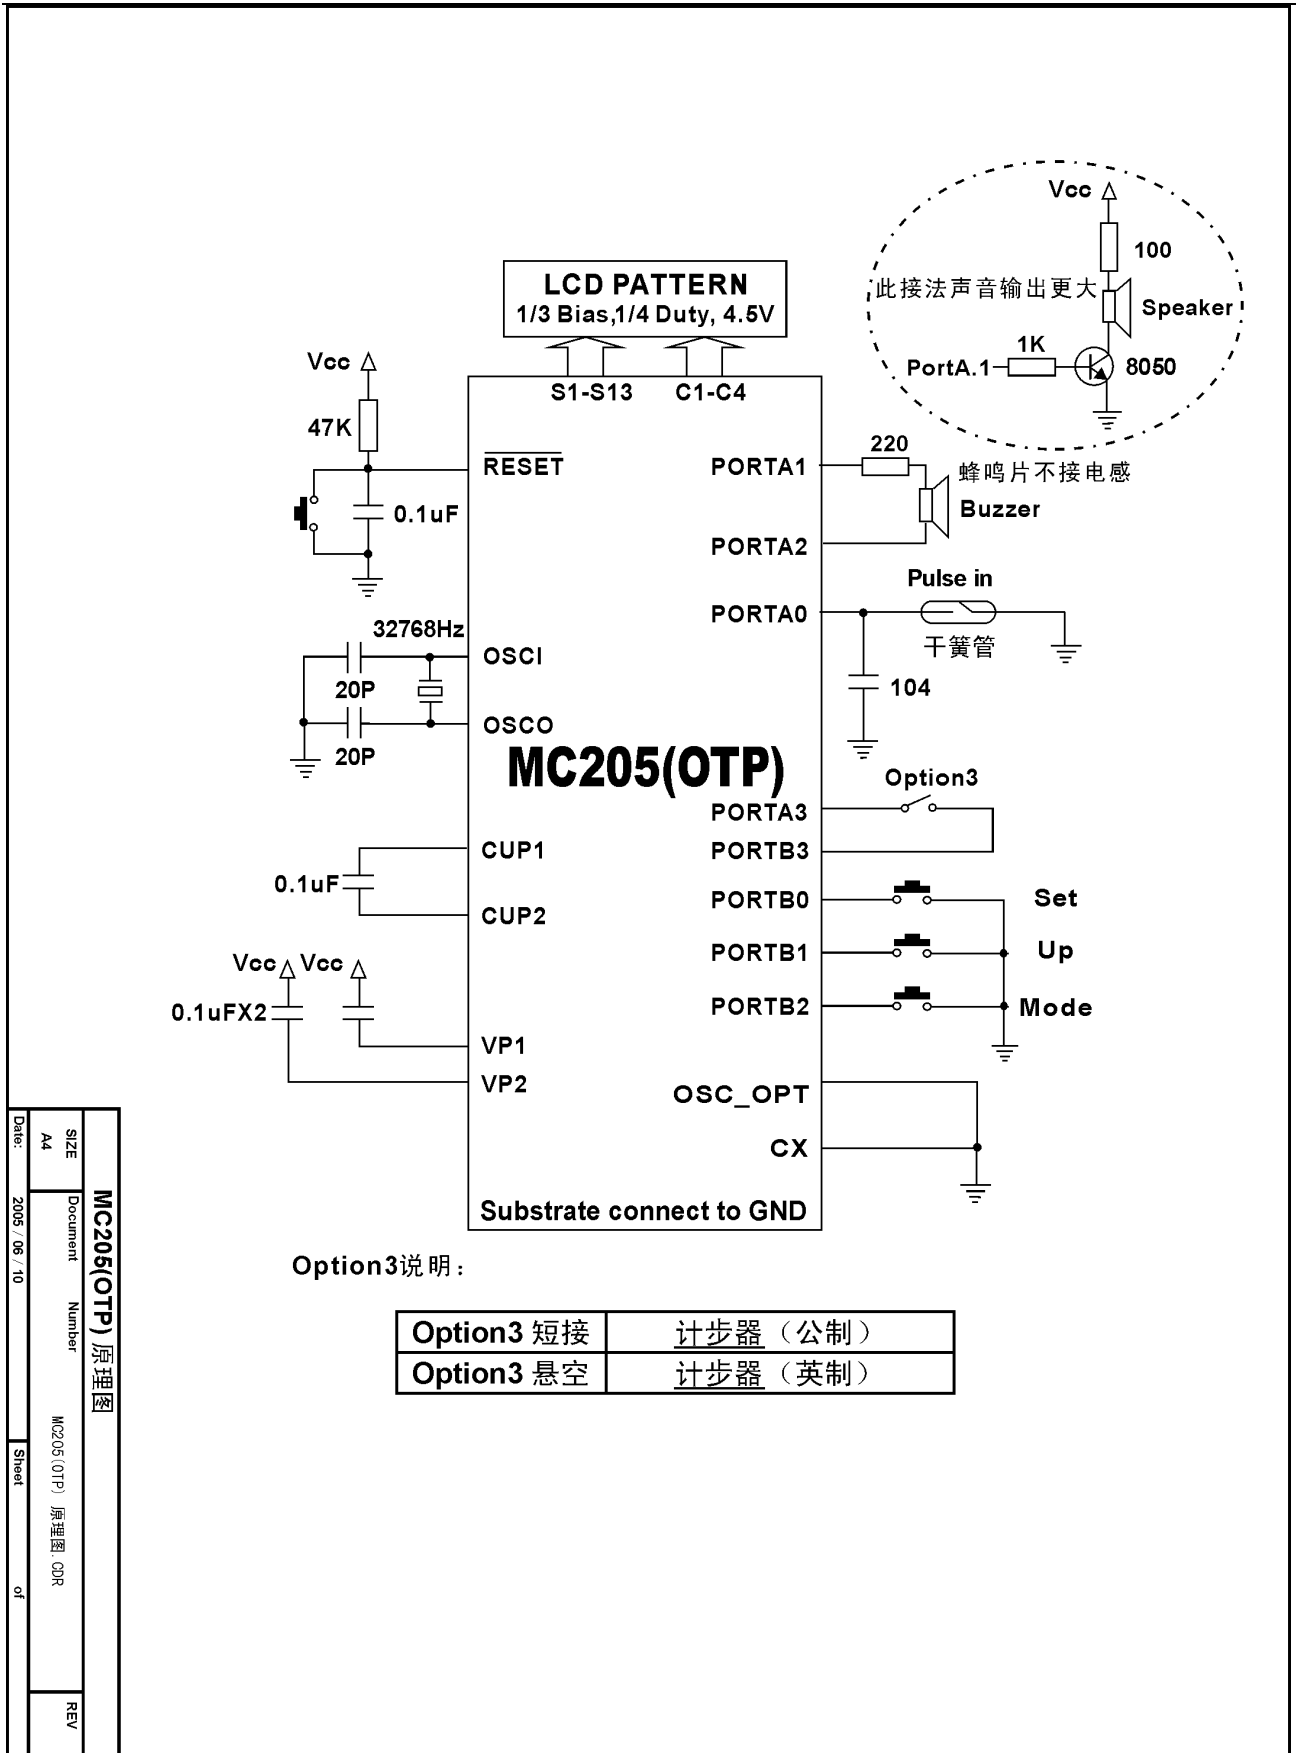 Vcc
100
此接法声音输出更大
Speaker
1K
PortA.1
8050
LCD PATTERN
1/3 Bias,1/4 Duty, 4.5V
S1-S13
C1-C4
Vcc
47K
RESET
0.1uF
PORTA1
220
蜂鸣片不接电感
Buzzer
PORTA2
Pulse in
PORTA0
干簧管
104
32768Hz
OSCI
20P
OSCO
20P
MC205(OTP)
Option3
PORTA3
PORTB3
CUP1
0.1uF
CUP2
PORTB0
Set
PORTB1
Up
PORTB2
Mode
Vcc
Vcc
0.1uFX2
VP1
VP2
OSC_OPT
CX
Substrate connect to GND
Option3说明：
Option3 短接
计步器（公制）
Option3 悬空
计步器（英制）
MC205(OTP) 原理图
SIZE
A4
Document Number
MC205(OTP) 原理图.CDR
REV
Date:
2005 / 06 / 10
Sheet
of